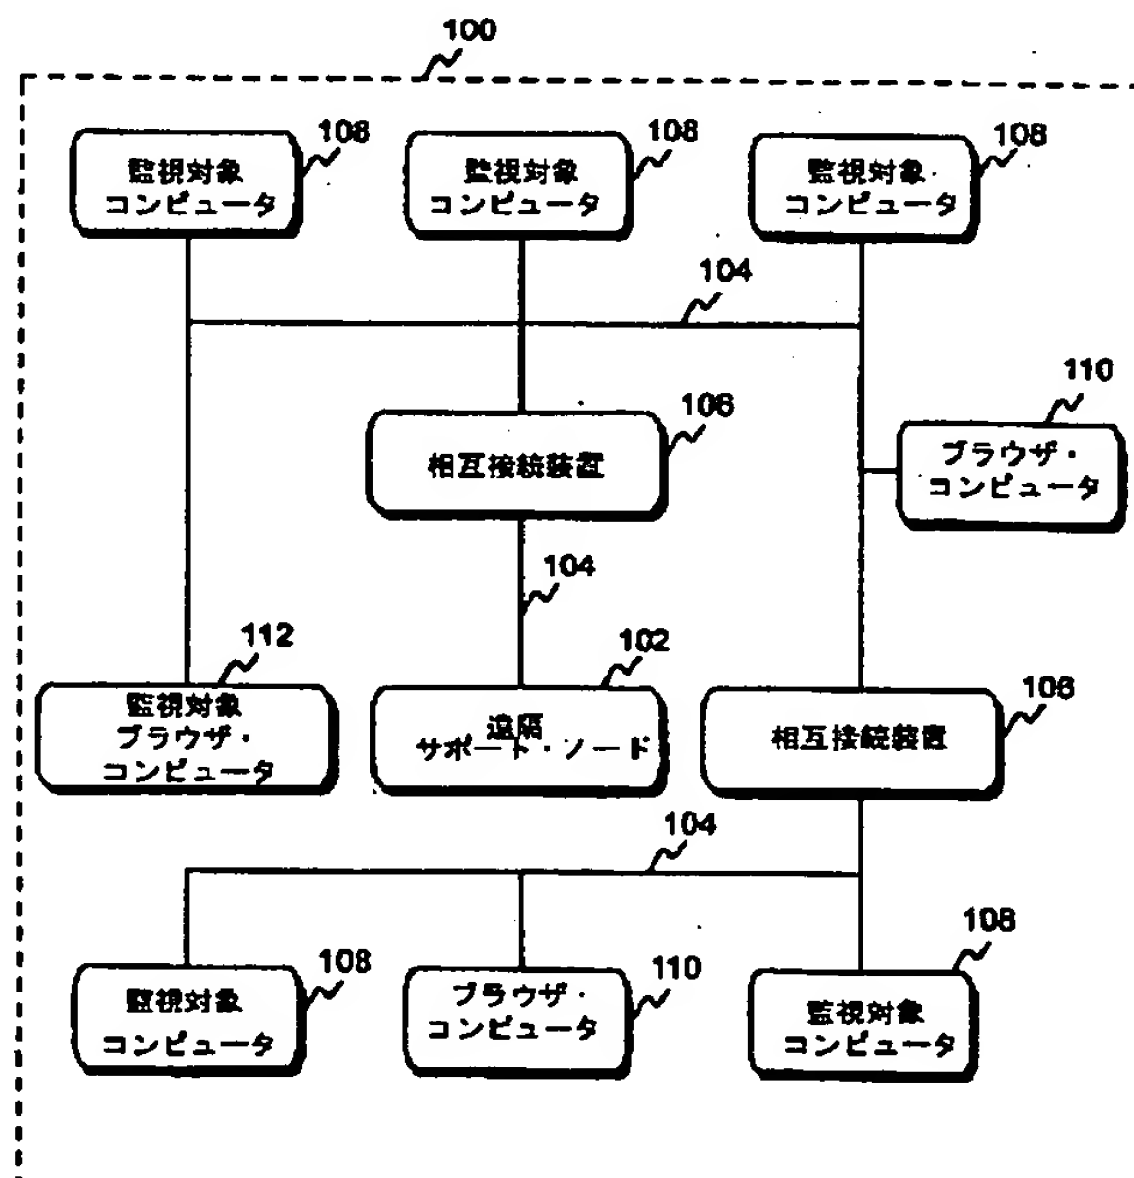 100
108
108
108
監視対象
コンピュータ
監視対象
コンピュータ
監視対象
コンピュータ
104
110
106
相互接続装置
ブラウザ・
コンピュータ
104
112
102
106
監視対象
ブラウザ・
コンピュータ
遠隔
サポート・ノード
相互接続装置
104
108
108
110
監視対象
コンピュータ
ブラウザ・
コンピュータ
監視対象
コンピュータ